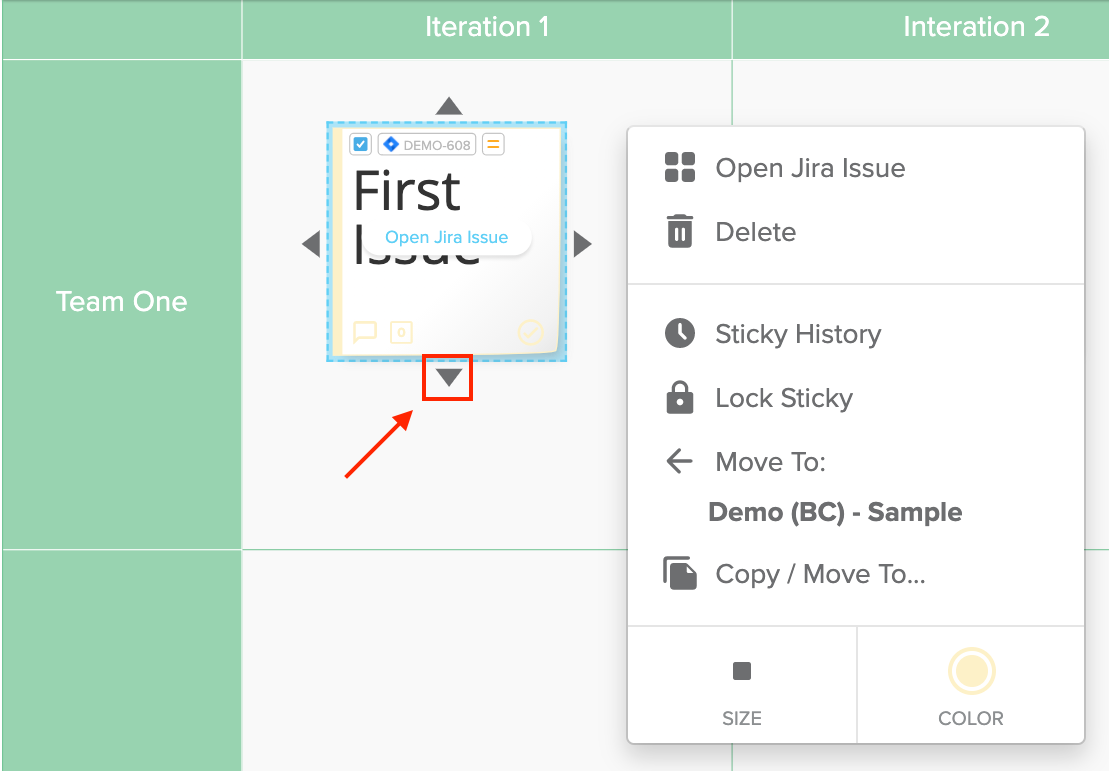 Iteration 1
Interation 2
Team One
DEMO-608
First
Issue
Open Jira Issue
0
Open Jira Issue
Delete
Sticky History
Lock Sticky
Move To:
Demo (BC) - Sample
Copy / Move To...
SIZE
COLOR